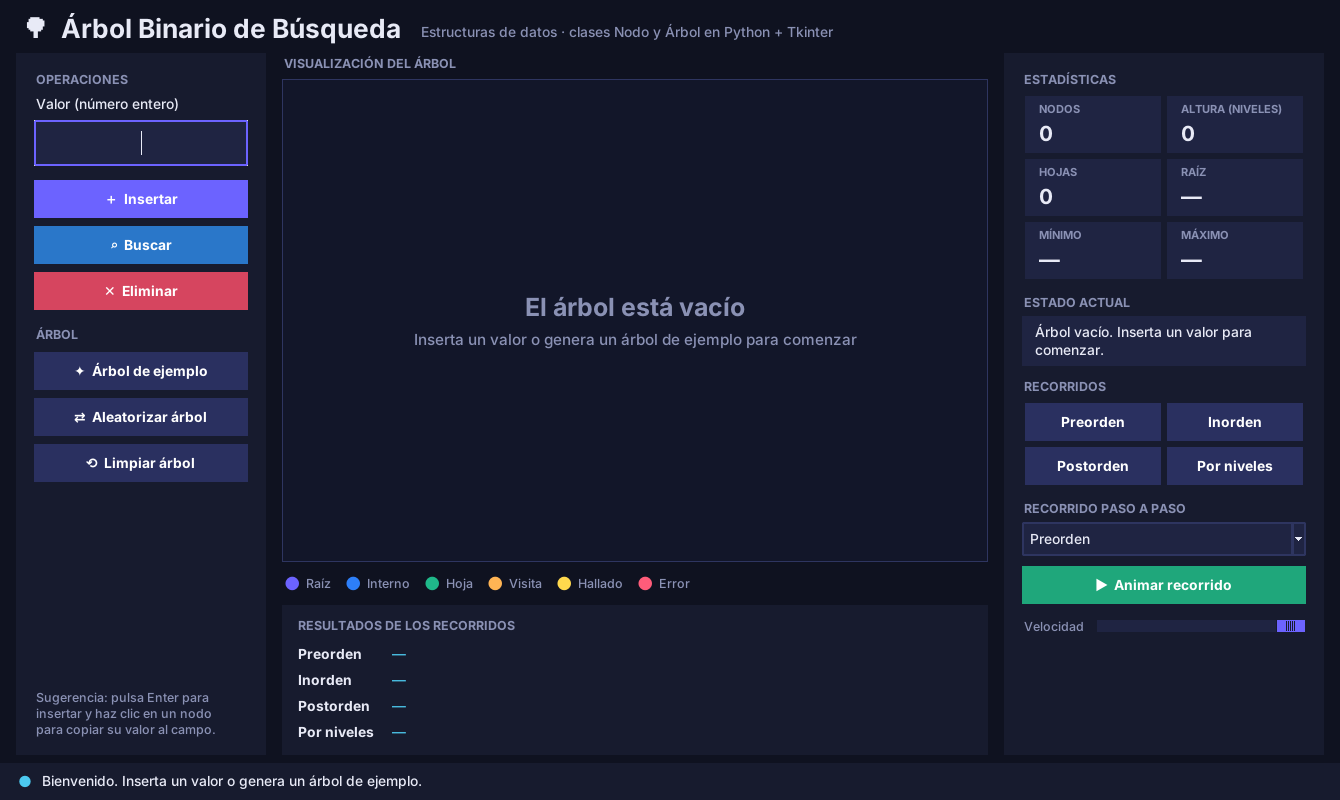 Árbol Binario de Búsqueda
Estructuras de datos · clases Nodo y Árbol en Python + Tkinter
OPERACIONES
Valor (número entero)
+ Insertar
⌕ Buscar
✕ Eliminar
ÁRBOL
✦ Árbol de ejemplo
⇄ Aleatorizar árbol
⟲ Limpiar árbol
Sugerencia: pulsa Enter para
insertar y haz clic en un nodo
para copiar su valor al campo.
VISUALIZACIÓN DEL ÁRBOL
El árbol está vacío
Inserta un valor o genera un árbol de ejemplo para comenzar
Raíz Interno Hoja Visita Hallado Error
RESULTADOS DE LOS RECORRIDOS
Preorden —
Inorden —
Postorden —
Por niveles —
ESTADÍSTICAS
NODOS
0
ALTURA (NIVELES)
0
HOJAS
0
RAÍZ
—
MÍNIMO
—
MÁXIMO
—
ESTADO ACTUAL
Árbol vacío. Inserta un valor para
comenzar.
RECORRIDOS
Preorden Inorden
Postorden Por niveles
RECORRIDO PASO A PASO
Preorden
▶ Animar recorrido
Velocidad
Bienvenido. Inserta un valor o genera un árbol de ejemplo.